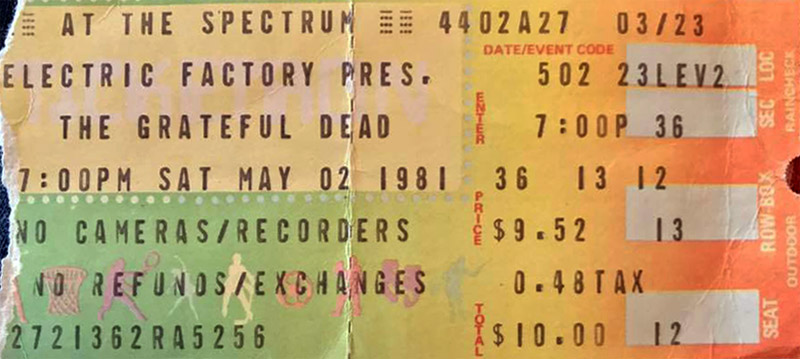 AT THE SPECTRUM 4402A27 03/23
DATE/EVENT CODE
ELECTRIC FACTORY PRES. 502 23LEV2
THE GRATEFUL DEAD ENTER 7:00P 36
SEC LOC
RAINCHECK
7:00PM SAT MAY 02 1981 36 13 12
NO CAMERAS/RECORDERS PRICE $9.52 13
ROW-BOX
OUTDOOR
NO REFUNDS/EXCHANGES 0.48TAX
2721362RA5256 TOTAL $10.00 12
SEAT